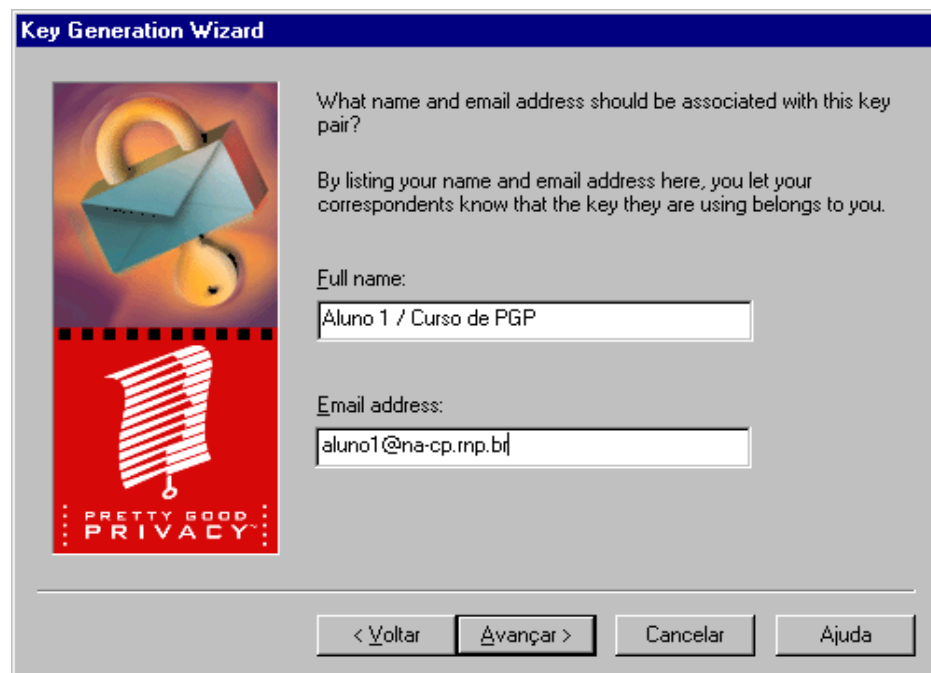 Key Generation Wizard
What name and email address should be associated with this key
pair?
By listing your name and email address here, you let your
correspondents know that the key they are using belongs to you.
Full name:
Aluno 1 / Curso de PGP
Email address:
aluno1@na-cp.rnp.br
PRETTY GOOD
PRIVACY™
< Voltar
Avançar >
Cancelar
Ajuda